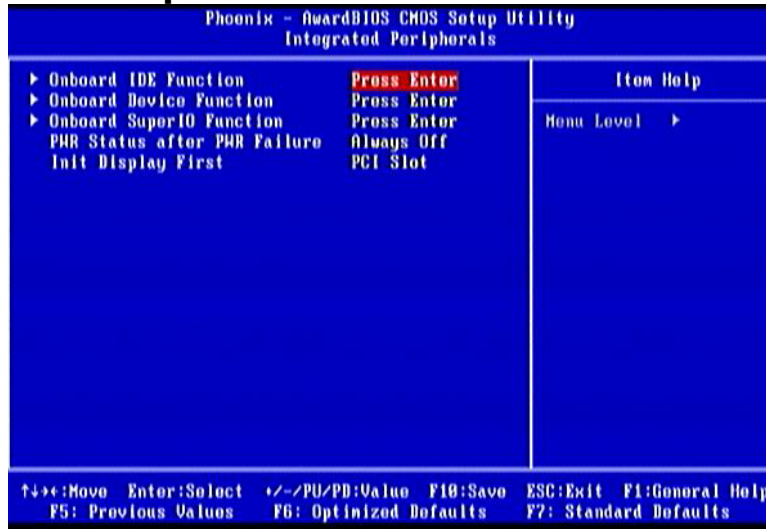 Phoenix - AwardBIOS CMOS Setup Utility
Integrated Peripherals
▶ Onboard IDE Function Press Enter
▶ Onboard Device Function Press Enter
▶ Onboard SuperIO Function Press Enter
PWR Status after PWR Failure Always Off
Init Display First PCI Slot
Item Help
Menu Level ▶
↑↓→←:Move Enter:Select +/-/PU/PD:Value F10:Save ESC:Exit F1:General Help
F5: Previous Values F6: Optimized Defaults F7: Standard Defaults